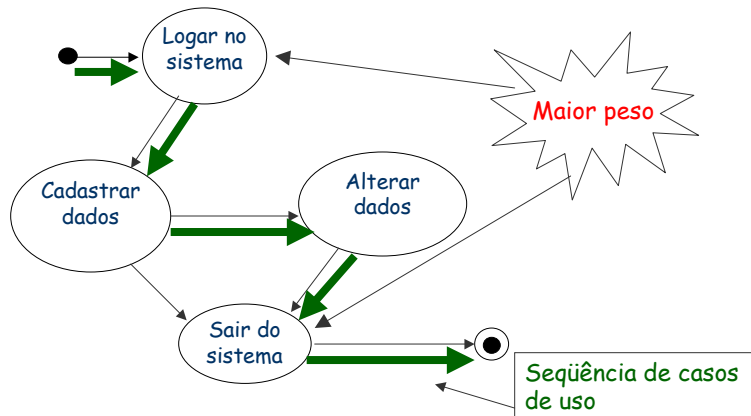 Logar no
sistema
Maior peso
Cadastrar
dados
Alterar
dados
Sair do
sistema
Seqüência de casos
de uso